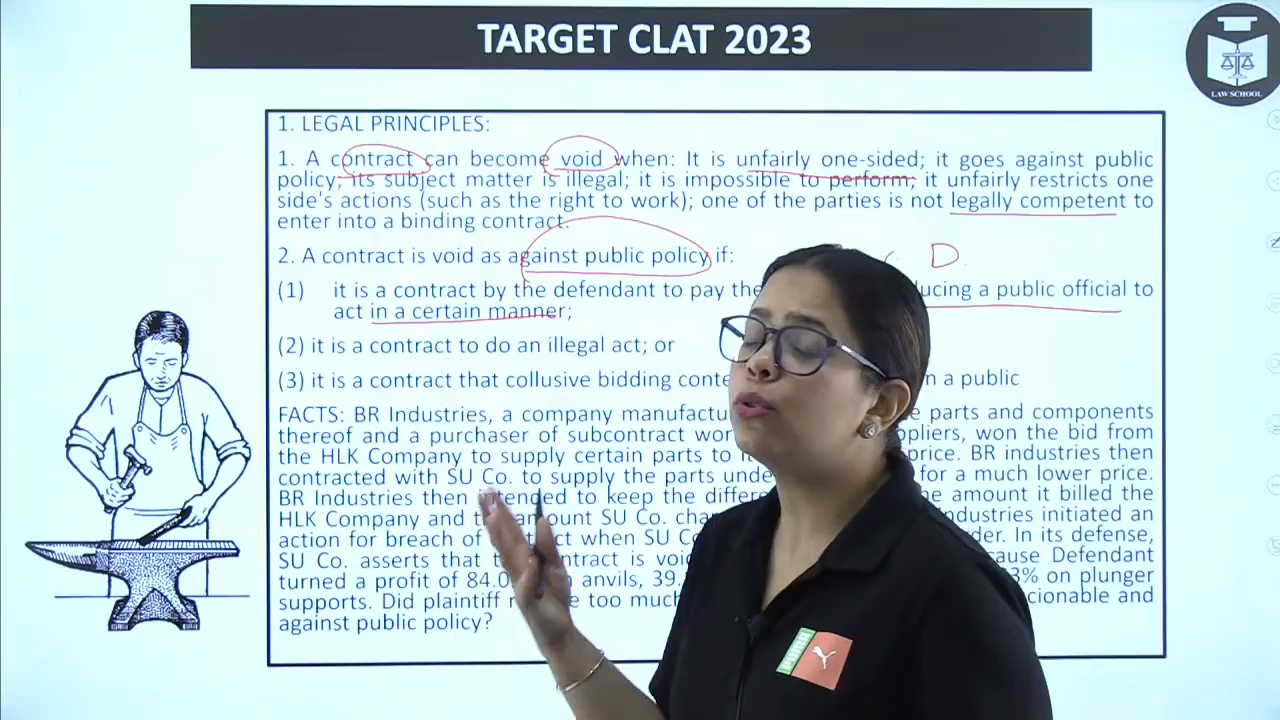 TARGET CLAT 2023
LAW SCHOOL
1. LEGAL PRINCIPLES:
1. A contract can become void when: It is unfairly one-sided; it goes against public
policy; its subject matter is illegal; it is impossible to perform; it unfairly restricts one
side's actions (such as the right to work); one of the parties is not legally competent to
enter into a binding contract.
2. A contract is void as against public policy if:
D
(1) it is a contract by the defendant to pay the ucing a public official to
act in a certain manner;
(2) it is a contract to do an illegal act; or
(3) it is a contract that collusive bidding conte n a public
FACTS: BR Industries, a company manufactu e parts and components
thereof and a purchaser of subcontract wor ppliers, won the bid from
the HLK Company to supply certain parts to price. BR industries then
contracted with SU Co. to supply the parts unde for a much lower price.
BR Industries then intended to keep the differe e amount it billed the
HLK Company and amount SU Co. cha ndustries initiated an
action for breach of when SU Co der. In its defense,
SU Co. asserts that contract is voi cause Defendant
turned a profit of 84.0 anvils, 39. 3% on plunger
supports. Did plaintiff too much cionable and
against public policy?
PUMA